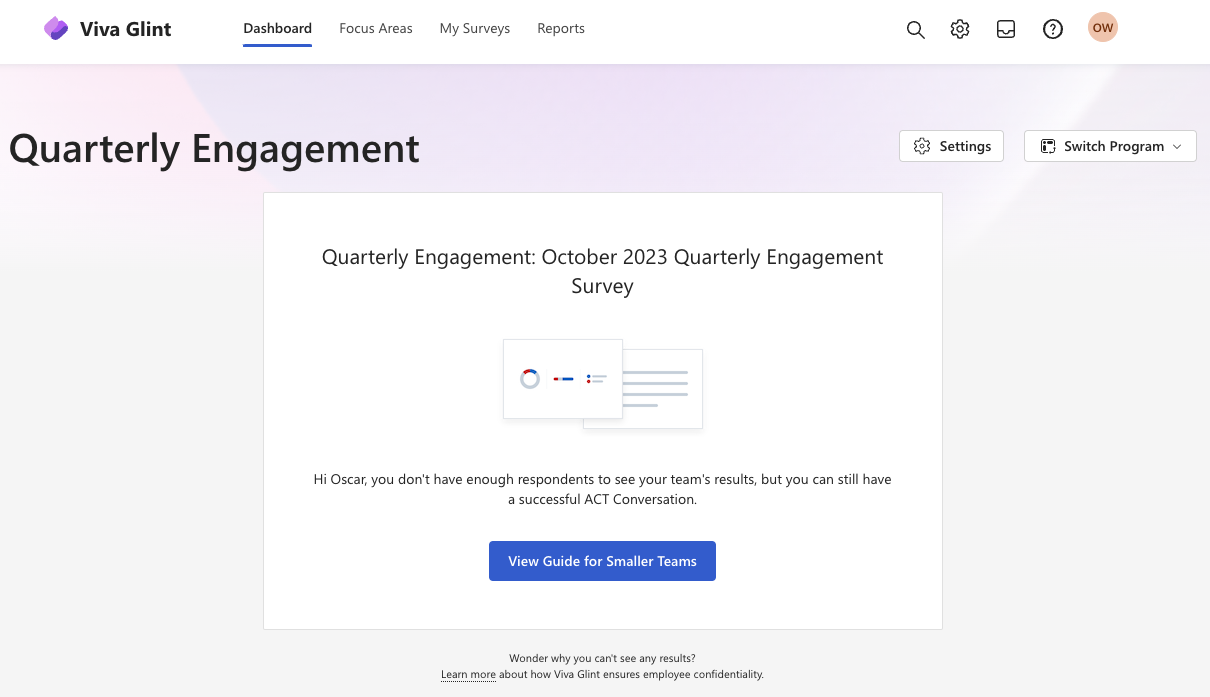 Viva Glint
Dashboard
Focus Areas
My Surveys
Reports
OW
Quarterly Engagement
Settings
Switch Program
Quarterly Engagement: October 2023 Quarterly Engagement
Survey
Hi Oscar, you don't have enough respondents to see your team's results, but you can still have
a successful ACT Conversation.
View Guide for Smaller Teams
Wonder why you can't see any results?
Learn more about how Viva Glint ensures employee confidentiality.